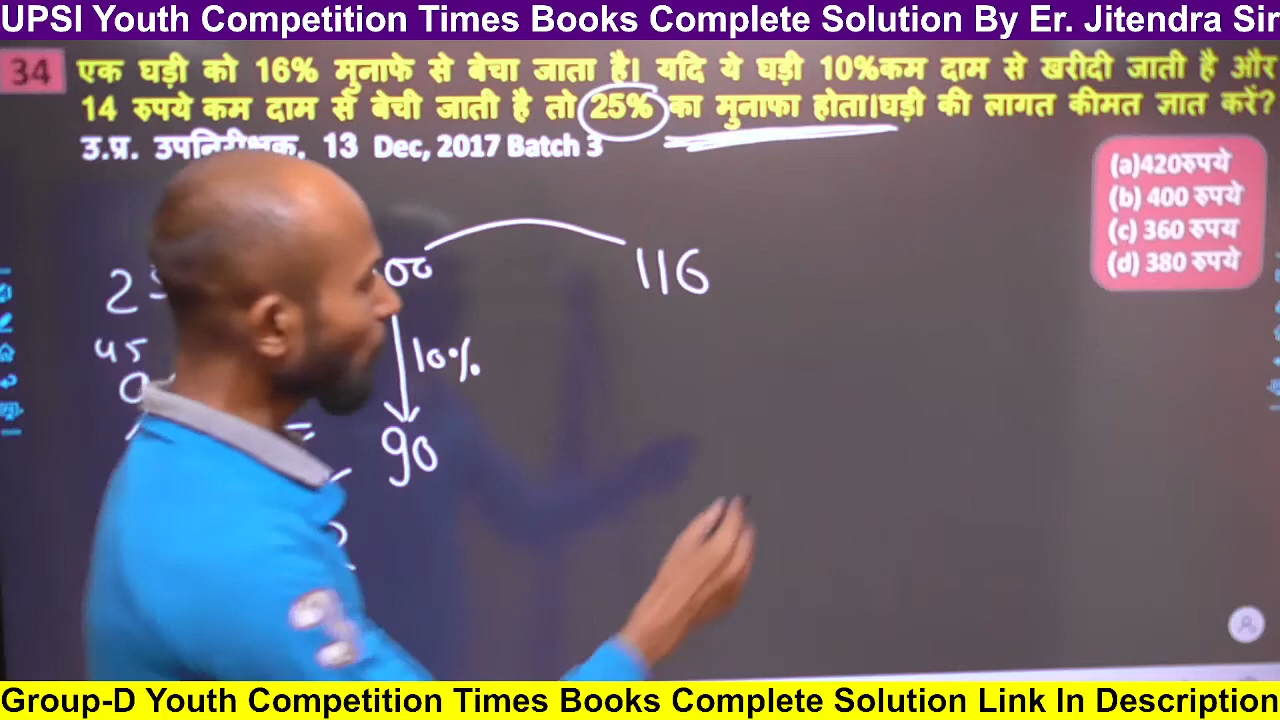 UPSI Youth Competition Times Books Complete Solution By Er. Jitendra Sir
34 एक घड़ी को 16% मुनाफे से बेचा जाता है। यदि ये घड़ी 10%कम दाम से खरीदी जाती है और
14 रुपये कम दाम से बेची जाती है तो 25% का मुनाफा होता।घड़ी की लागत कीमत ज्ञात करें?
उ.प्र. उपनिरीक्षक, 13 Dec, 2017 Batch 3
(a)420रुपये
(b) 400 रुपये
(c) 360 रुपय
(d) 380 रुपये
116
10%
45
90
Group-D Youth Competition Times Books Complete Solution Link In Description